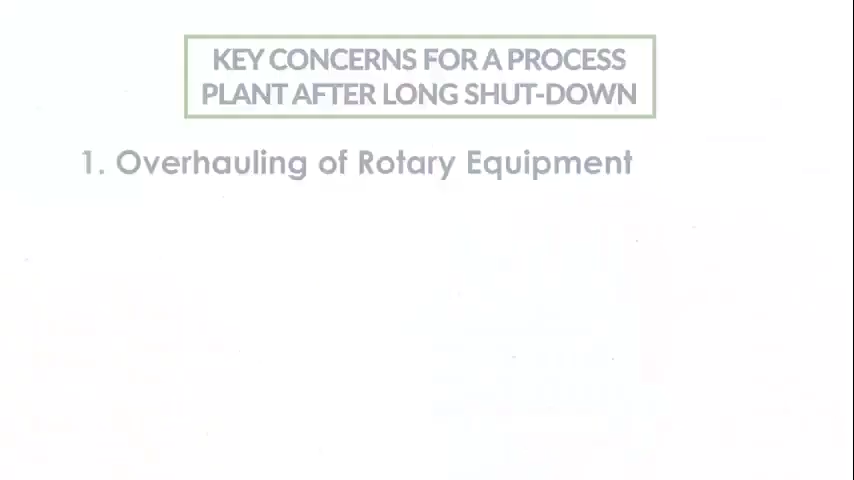 KEY CONCERNS FOR A PROCESS
PLANT AFTER LONG SHUT-DOWN
1. Overhauling of Rotary Equipment